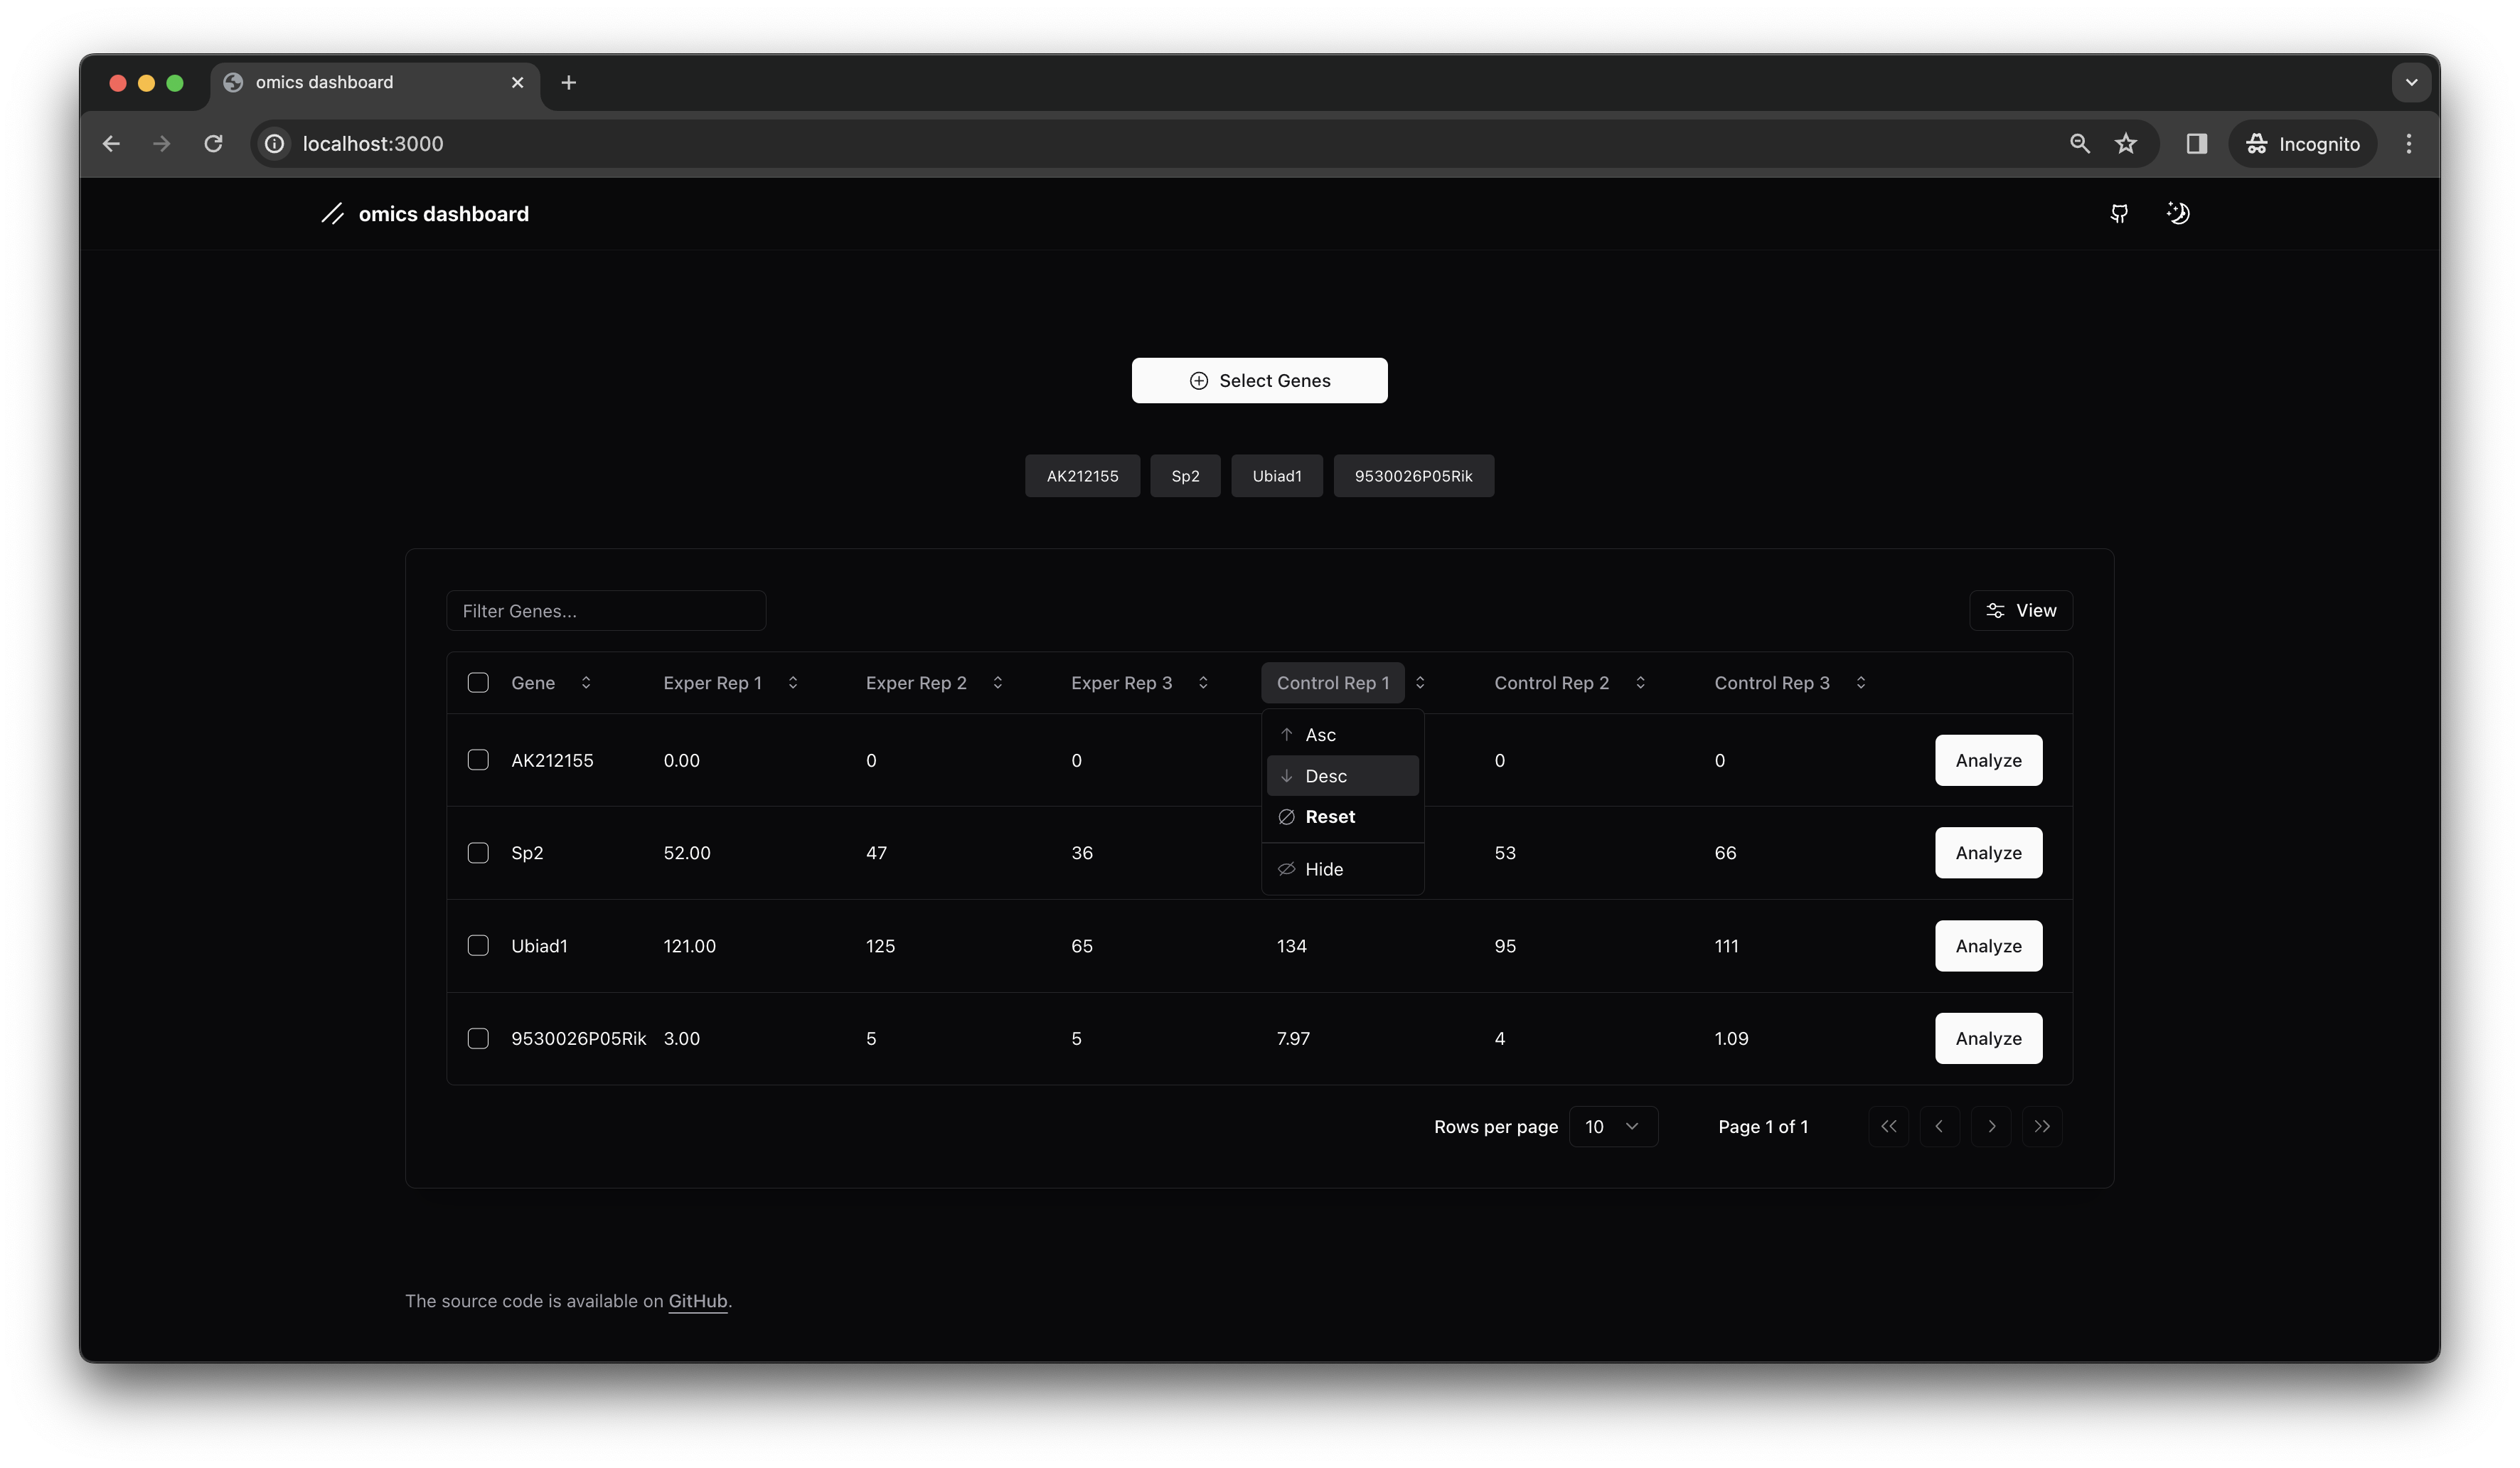 omics dashboard
localhost:3000
Incognito
omics dashboard
Select Genes
AK212155 Sp2 Ubiad1 9530026P05Rik
Filter Genes...
View
Gene Exper Rep 1 Exper Rep 2 Exper Rep 3 Control Rep 1 Control Rep 2 Control Rep 3
Asc
AK212155 0.00 0 0 0 0 Analyze
Desc
Reset
Sp2 52.00 47 36 53 66 Analyze
Hide
Ubiad1 121.00 125 65 134 95 111 Analyze
9530026P05Rik 3.00 5 5 7.97 4 1.09 Analyze
Rows per page 10 Page 1 of 1
The source code is available on GitHub.